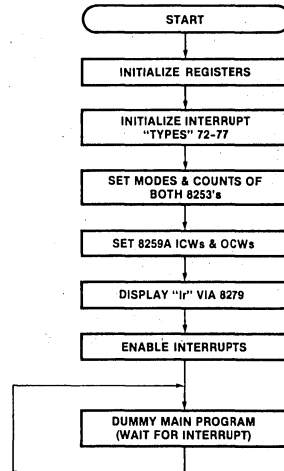 START
INITIALIZE REGISTERS
INITIALIZE INTERRUPT
"TYPES" 72-77
SET MODES & COUNTS OF
BOTH 8253's
SET 8259A ICWs & OCWs
DISPLAY "Ir" VIA 8279
ENABLE INTERRUPTS
DUMMY MAIN PROGRAM
(WAIT FOR INTERRUPT)